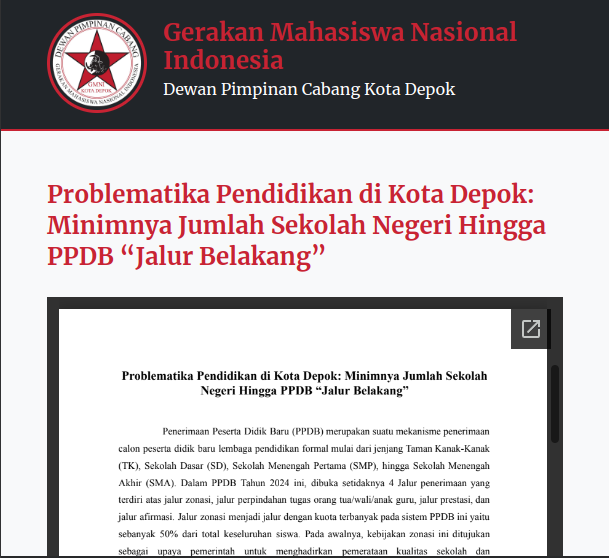 DEWAN PIMPINAN CABANG
GMNI
KOTA DEPOK
GERAKAN MAHASISWA NASIONAL INDONESIA
Gerakan Mahasiswa Nasional
Indonesia
Dewan Pimpinan Cabang Kota Depok
Problematika Pendidikan di Kota Depok:
Minimnya Jumlah Sekolah Negeri Hingga
PPDB “Jalur Belakang”
Problematika Pendidikan di Kota Depok: Minimnya Jumlah Sekolah
Negeri Hingga PPDB “Jalur Belakang”
Penerimaan Peserta Didik Baru (PPDB) merupakan suatu mekanisme penerimaan
calon peserta didik baru lembaga pendidikan formal mulai dari jenjang Taman Kanak-Kanak
(TK), Sekolah Dasar (SD), Sekolah Menengah Pertama (SMP), hingga Sekolah Menengah
Akhir (SMA). Dalam PPDB Tahun 2024 ini, dibuka setidaknya 4 Jalur penerimaan yang
terdiri atas jalur zonasi, jalur perpindahan tugas orang tua/wali/anak guru, jalur prestasi, dan
jalur afirmasi. Jalur zonasi menjadi jalur dengan kuota terbanyak pada sistem PPDB ini yaitu
sebanyak 50% dari total keseluruhan siswa. Pada awalnya, kebijakan zonasi ini ditujukan
sebagai upaya pemerintah untuk menghadirkan pemerataan kualitas sekolah dan